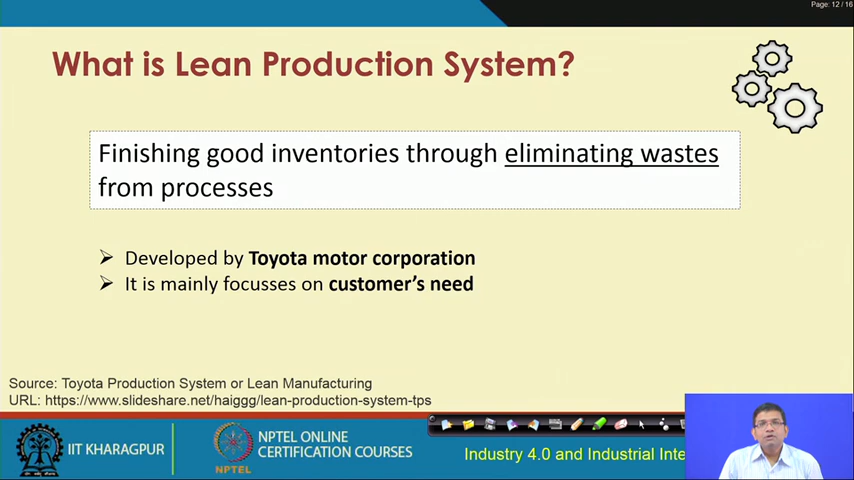 Page: 12 / 16
What is Lean Production System?
Finishing good inventories through eliminating wastes
from processes
Developed by Toyota motor corporation
It is mainly focusses on customer's need
Source: Toyota Production System or Lean Manufacturing
URL: https://www.slideshare.net/haiggg/lean-production-system-tps
IIT KHARAGPUR
NPTEL
NPTEL ONLINE
CERTIFICATION COURSES
Industry 4.0 and Industrial Inte